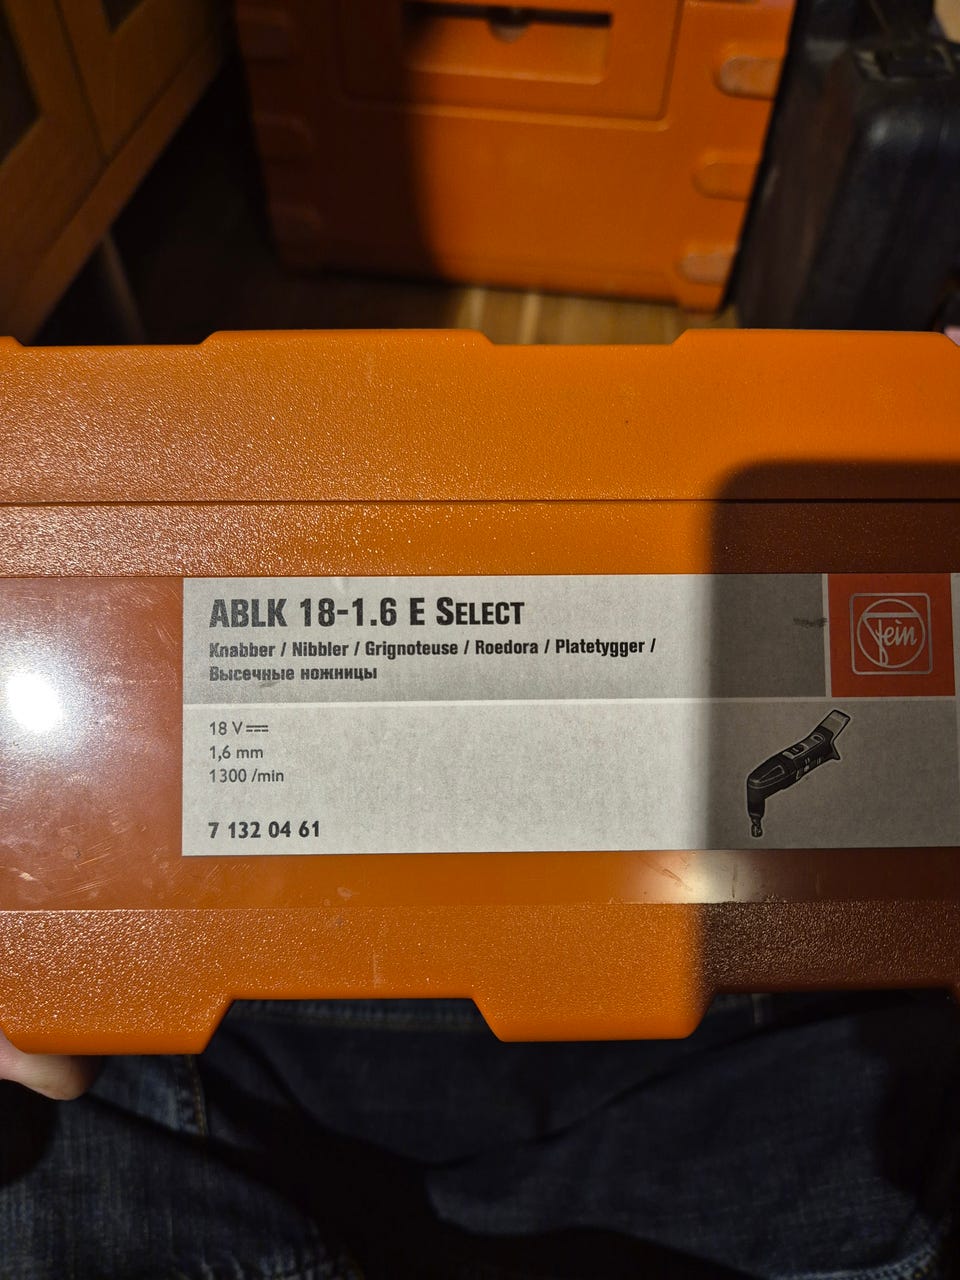 ABLK 18-1.6 E SELECT
Knabber / Nibbler / Grignoteuse / Roedora / Platetygger /
Высечные ножницы
Fein
18 V⎓
1,6 mm
1300 /min
7 132 04 61